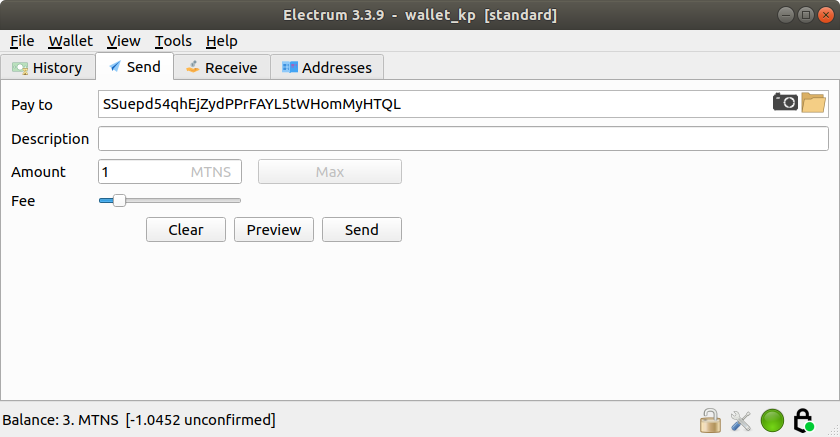 Electrum 3.3.9 - wallet_kp [standard]
File Wallet View Tools Help
History Send Receive Addresses
Pay to SSuepd54qhEjZydPPrFAYL5tWHomMyHTQL
Description
Amount 1 MTNS Max
Fee
Clear Preview Send
Balance: 3. MTNS [-1.0452 unconfirmed]